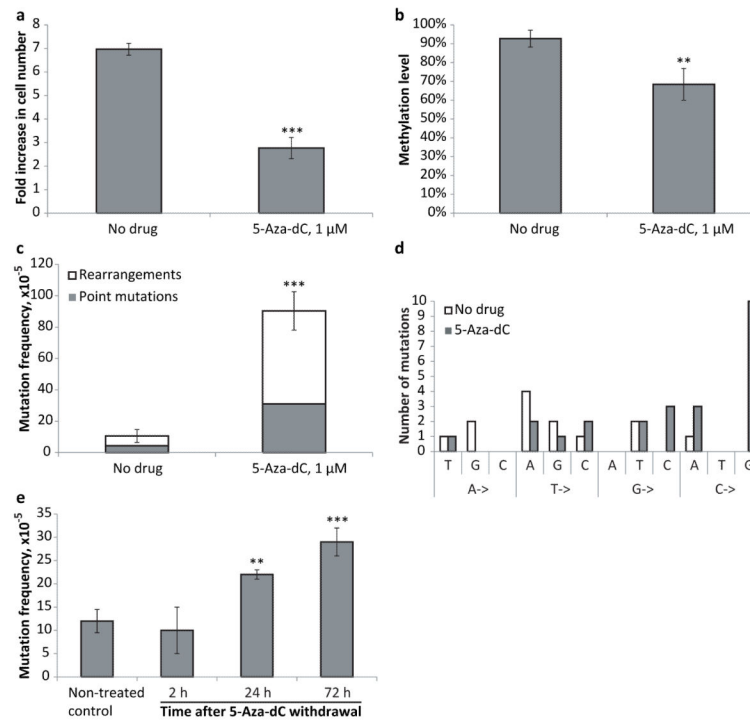 a
Fold increase in cell number
8
7
6
5
4
3
2
1
0
***
No drug
5-Aza-dC, 1 μM
b
Methylation level
100%
90%
80%
70%
60%
70%
40%
30%
20%
10%
0%
**
No drug
5-Aza-dC, 1 μM
c
Mutation frequency, x10⁻⁵
120
100
80
60
40
20
0
Rearrangements
Point mutations
***
No drug
5-Aza-dC, 1 μM
d
Number of mutations
10
9
8
7
6
5
4
3
2
1
No drug
5-Aza-dC
T G C A G C A T C A T G
A-> T-> G-> C->
e
Mutation frequency, x10⁻⁵
35
30
25
20
15
10
5
0
**
***
Non-treated control
2 h 24 h 72 h
Time after 5-Aza-dC withdrawal